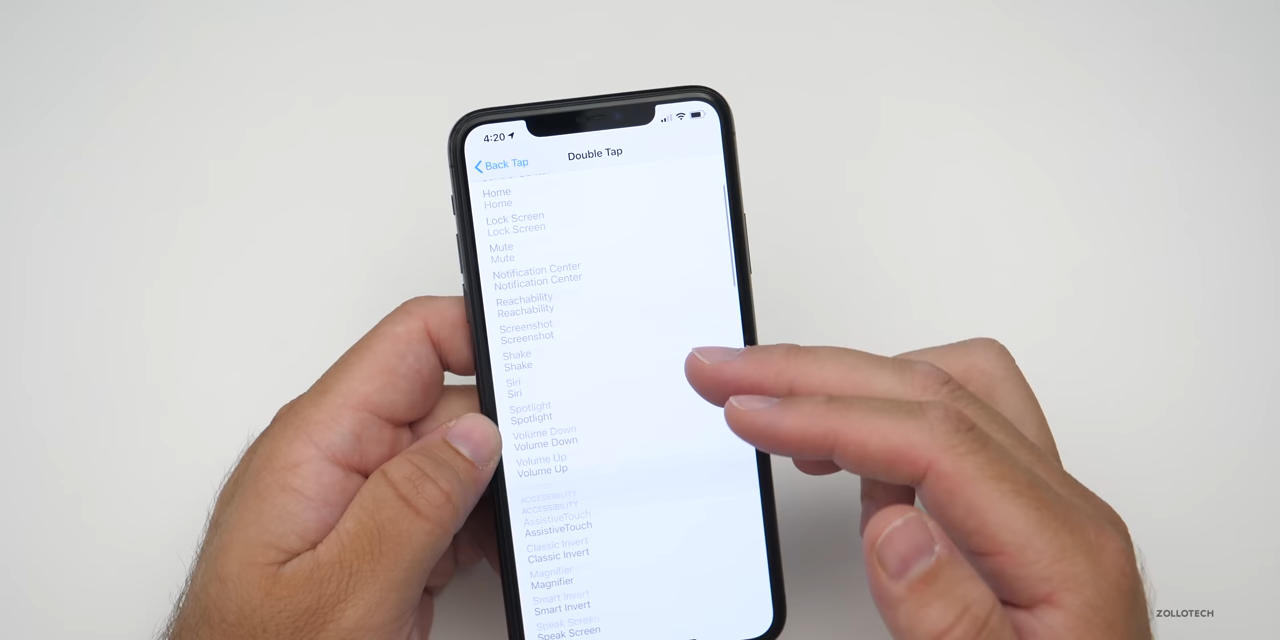 4:20
Back Tap
Double Tap
Home
Home
Lock Screen
Lock Screen
Mute
Mute
Notification Center
Notification Center
Reachability
Reachability
Screenshot
Screenshot
Shake
Shake
Siri
Siri
Spotlight
Spotlight
Volume Down
Volume Down
Volume Up
Volume Up
ACCESSIBILITY
ACCESSIBILITY
AssistiveTouch
AssistiveTouch
Classic Invert
Classic Invert
Magnifier
Magnifier
Smart Invert
Smart Invert
Speak Screen
Speak Screen
ZOLLOTECH